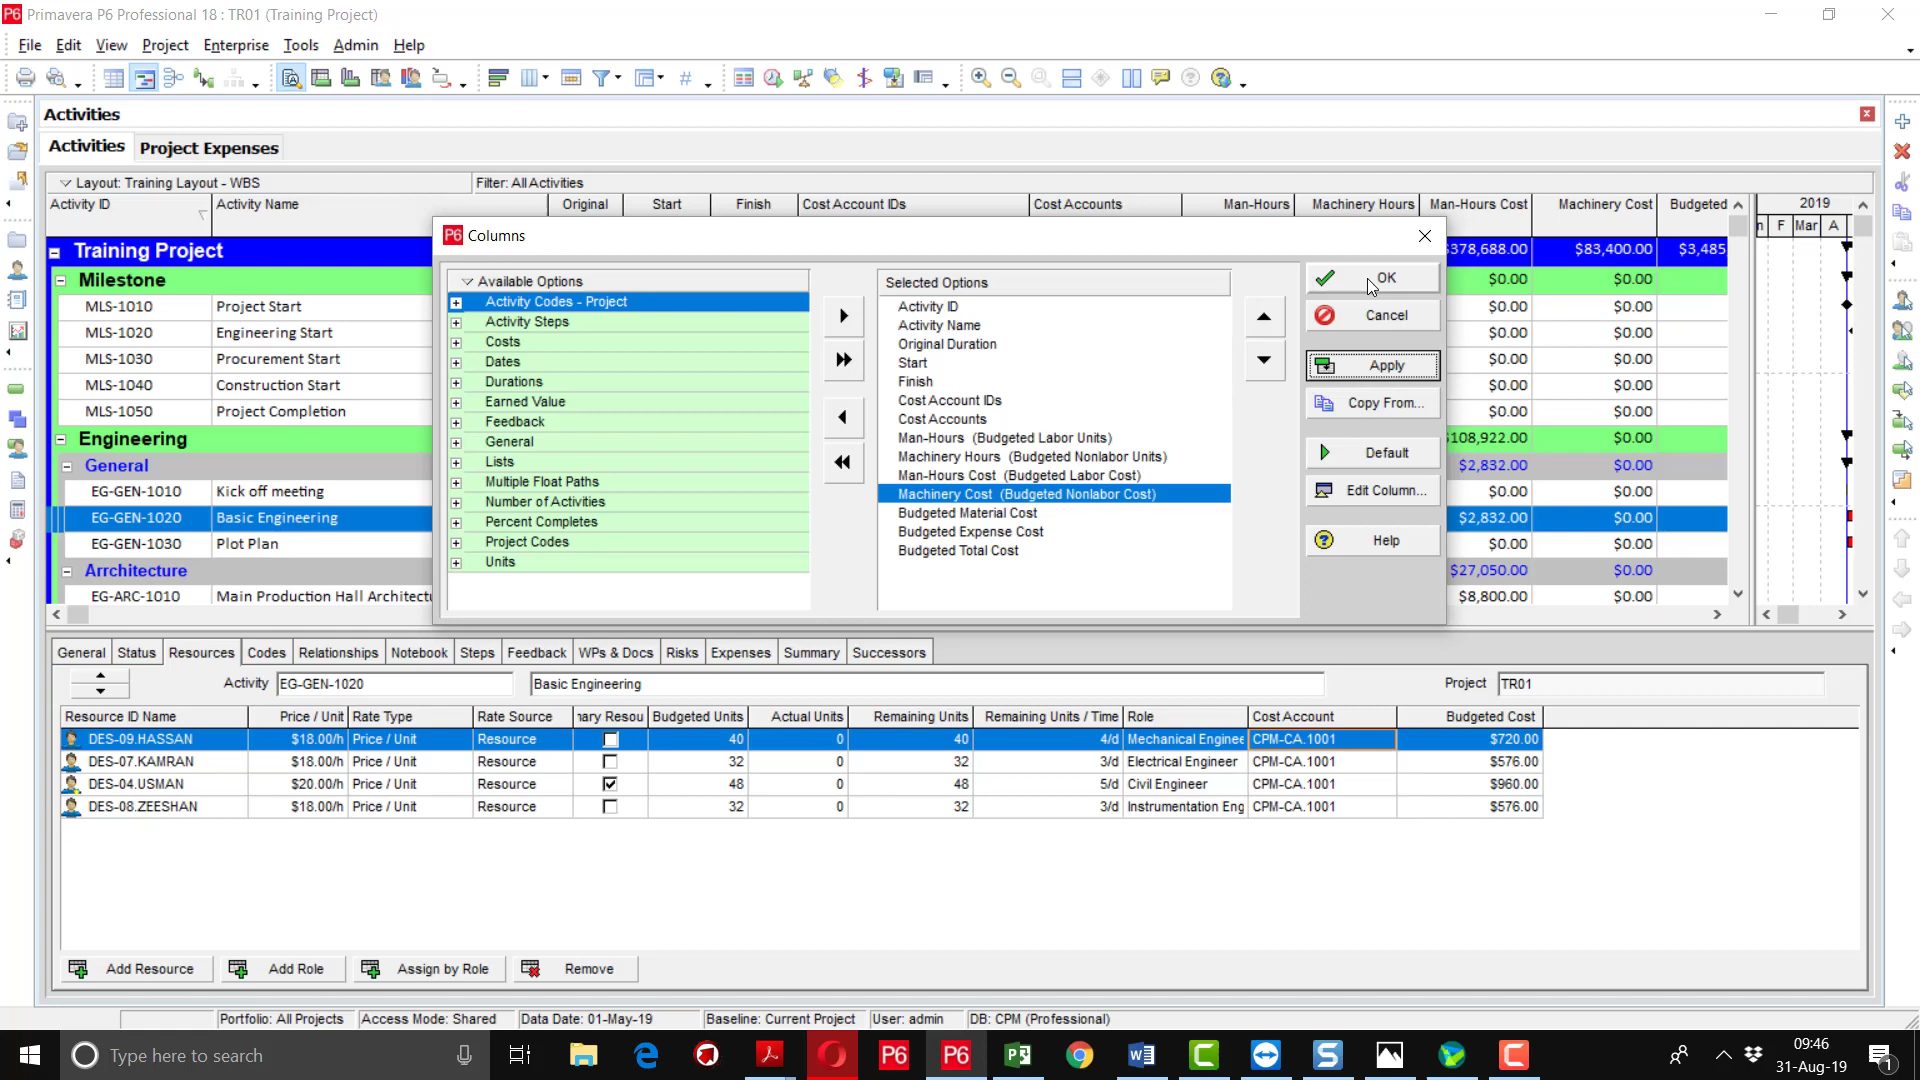 P6 Primavera P6 Professional 18 : TR01 (Training Project)
File Edit View Project Enterprise Tools Admin Help
Activities
Activities Project Expenses
Layout: Training Layout - WBS Filter: All Activities
Activity ID Activity Name Original Start Finish Cost Account IDs Cost Accounts Man-Hours Machinery Hours Man-Hours Cost Machinery Cost Budgeted 2019
F Mar A
Training Project 378,688.00 $83,400.00 $3,485
Milestone $0.00 $0.00
MLS-1010 Project Start $0.00 $0.00
MLS-1020 Engineering Start $0.00 $0.00
MLS-1030 Procurement Start $0.00 $0.00
MLS-1040 Construction Start $0.00 $0.00
MLS-1050 Project Completion $0.00 $0.00
Engineering 108,922.00 $0.00
General $2,832.00 $0.00
EG-GEN-1010 Kick off meeting $0.00 $0.00
EG-GEN-1020 Basic Engineering $2,832.00 $0.00
EG-GEN-1030 Plot Plan $0.00 $0.00
Arrchitecture $27,050.00 $0.00
EG-ARC-1010 Main Production Hall Architectu $8,800.00 $0.00
P6 Columns
Available Options
Activity Codes - Project
Activity Steps
Costs
Dates
Durations
Earned Value
Feedback
General
Lists
Multiple Float Paths
Number of Activities
Percent Completes
Project Codes
Units
Selected Options
Activity ID
Activity Name
Original Duration
Start
Finish
Cost Account IDs
Cost Accounts
Man-Hours (Budgeted Labor Units)
Machinery Hours (Budgeted Nonlabor Units)
Man-Hours Cost (Budgeted Labor Cost)
Machinery Cost (Budgeted Nonlabor Cost)
Budgeted Material Cost
Budgeted Expense Cost
Budgeted Total Cost
OK
Cancel
Apply
Copy From...
Default
Edit Column...
Help
General Status Resources Codes Relationships Notebook Steps Feedback WPs & Docs Risks Expenses Summary Successors
Activity EG-GEN-1020 Basic Engineering Project TR01
Resource ID Name Price / Unit Rate Type Rate Source nary Resou Budgeted Units Actual Units Remaining Units Remaining Units / Time Role Cost Account Budgeted Cost
DES-09.HASSAN $18.00/h Price / Unit Resource 40 0 40 4/d Mechanical Enginee CPM-CA.1001 $720.00
DES-07.KAMRAN $18.00/h Price / Unit Resource 32 0 32 3/d Electrical Engineer CPM-CA.1001 $576.00
DES-04.USMAN $20.00/h Price / Unit Resource 48 0 48 5/d Civil Engineer CPM-CA.1001 $960.00
DES-08.ZEESHAN $18.00/h Price / Unit Resource 32 0 32 3/d Instrumentation Eng CPM-CA.1001 $576.00
Add Resource Add Role Assign by Role Remove
Portfolio: All Projects Access Mode: Shared Data Date: 01-May-19 Baseline: Current Project User: admin DB: CPM (Professional)
Type here to search P6 P6 09:46
31-Aug-19 1